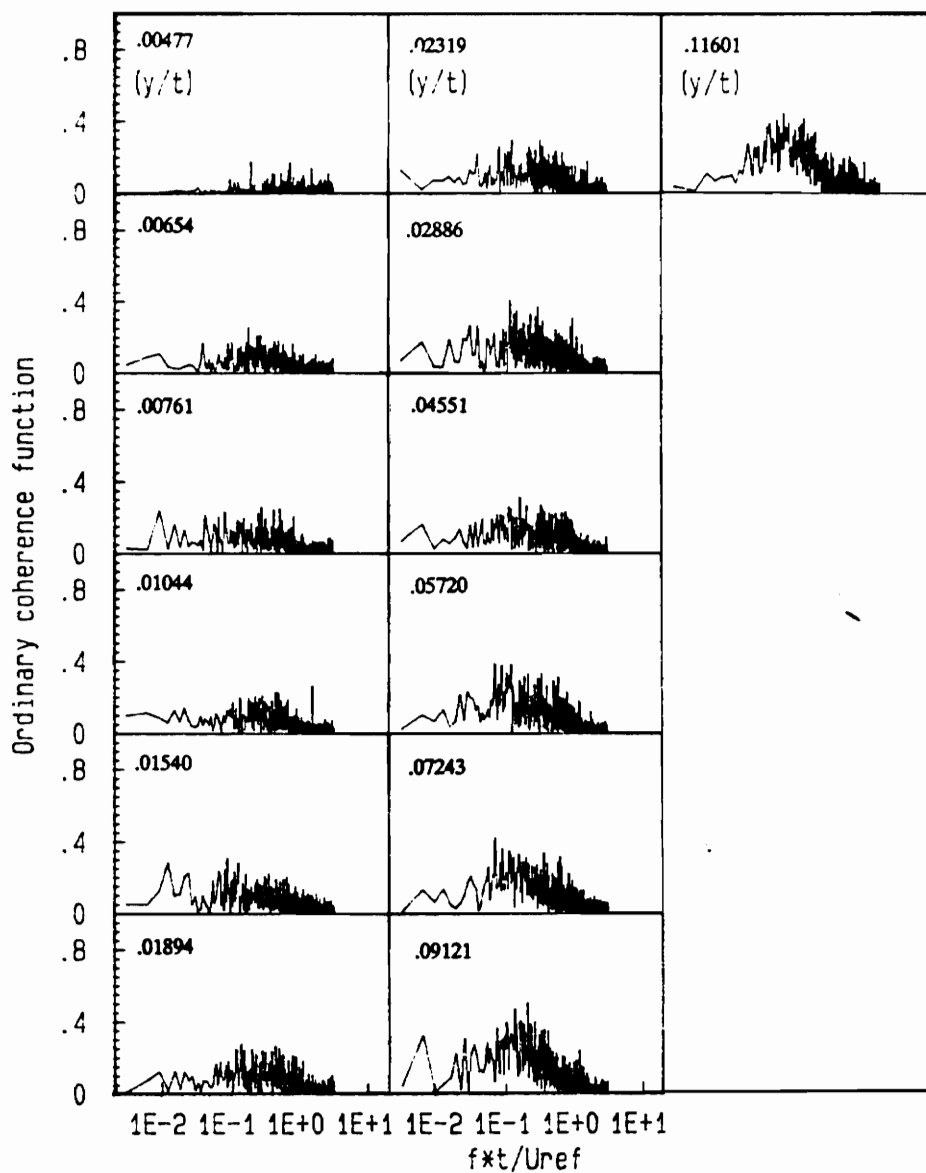 .8 .00477 .02319 .11601
(y/t) (y/t) (y/t)
.4
0
.8 .00654 .02886
.4
0
.8 .00761 .04551
.4
0
.8 .01044 .05720
.4
0
.8 .01540 .07243
.4
0
.8 .01894 .09121
.4
0
Ordinary coherence function
1E-2 1E-1 1E+0 1E+1 1E-2 1E-1 1E+0 1E+1
f*t/Uref